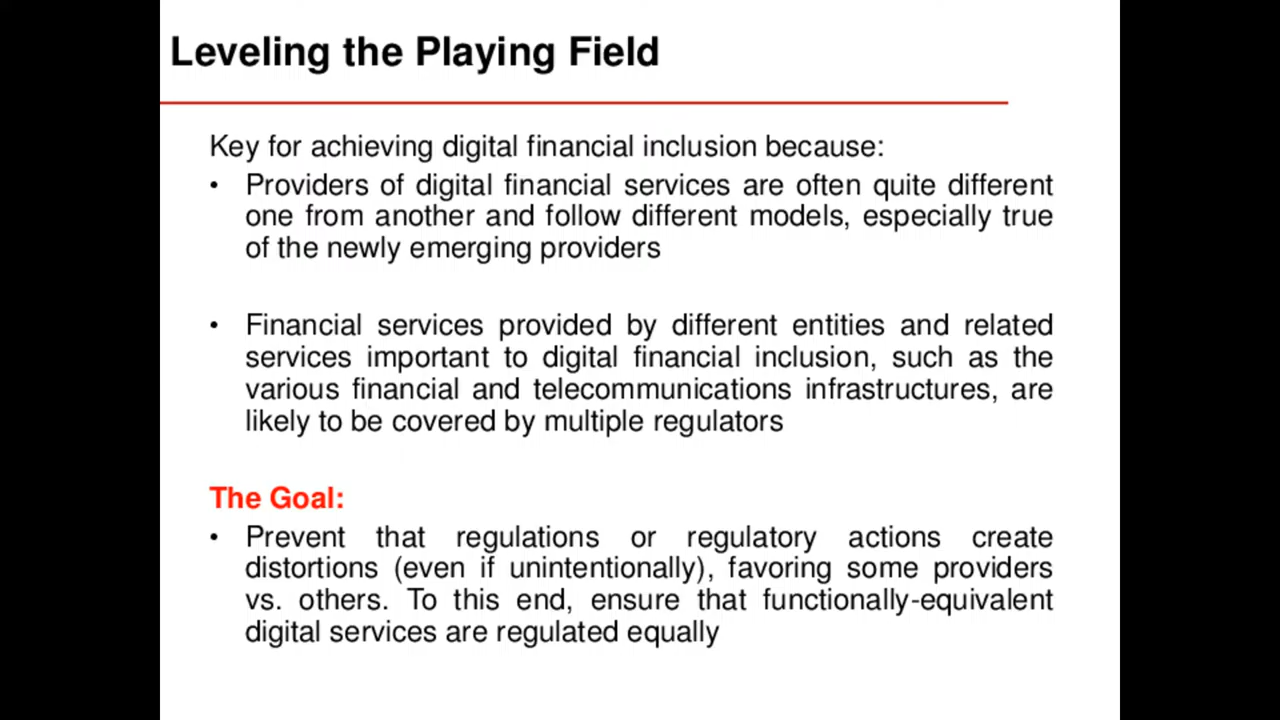 Leveling the Playing Field
Key for achieving digital financial inclusion because:
• Providers of digital financial services are often quite different
one from another and follow different models, especially true
of the newly emerging providers
• Financial services provided by different entities and related
services important to digital financial inclusion, such as the
various financial and telecommunications infrastructures, are
likely to be covered by multiple regulators
The Goal:
• Prevent that regulations or regulatory actions create
distortions (even if unintentionally), favoring some providers
vs. others. To this end, ensure that functionally-equivalent
digital services are regulated equally